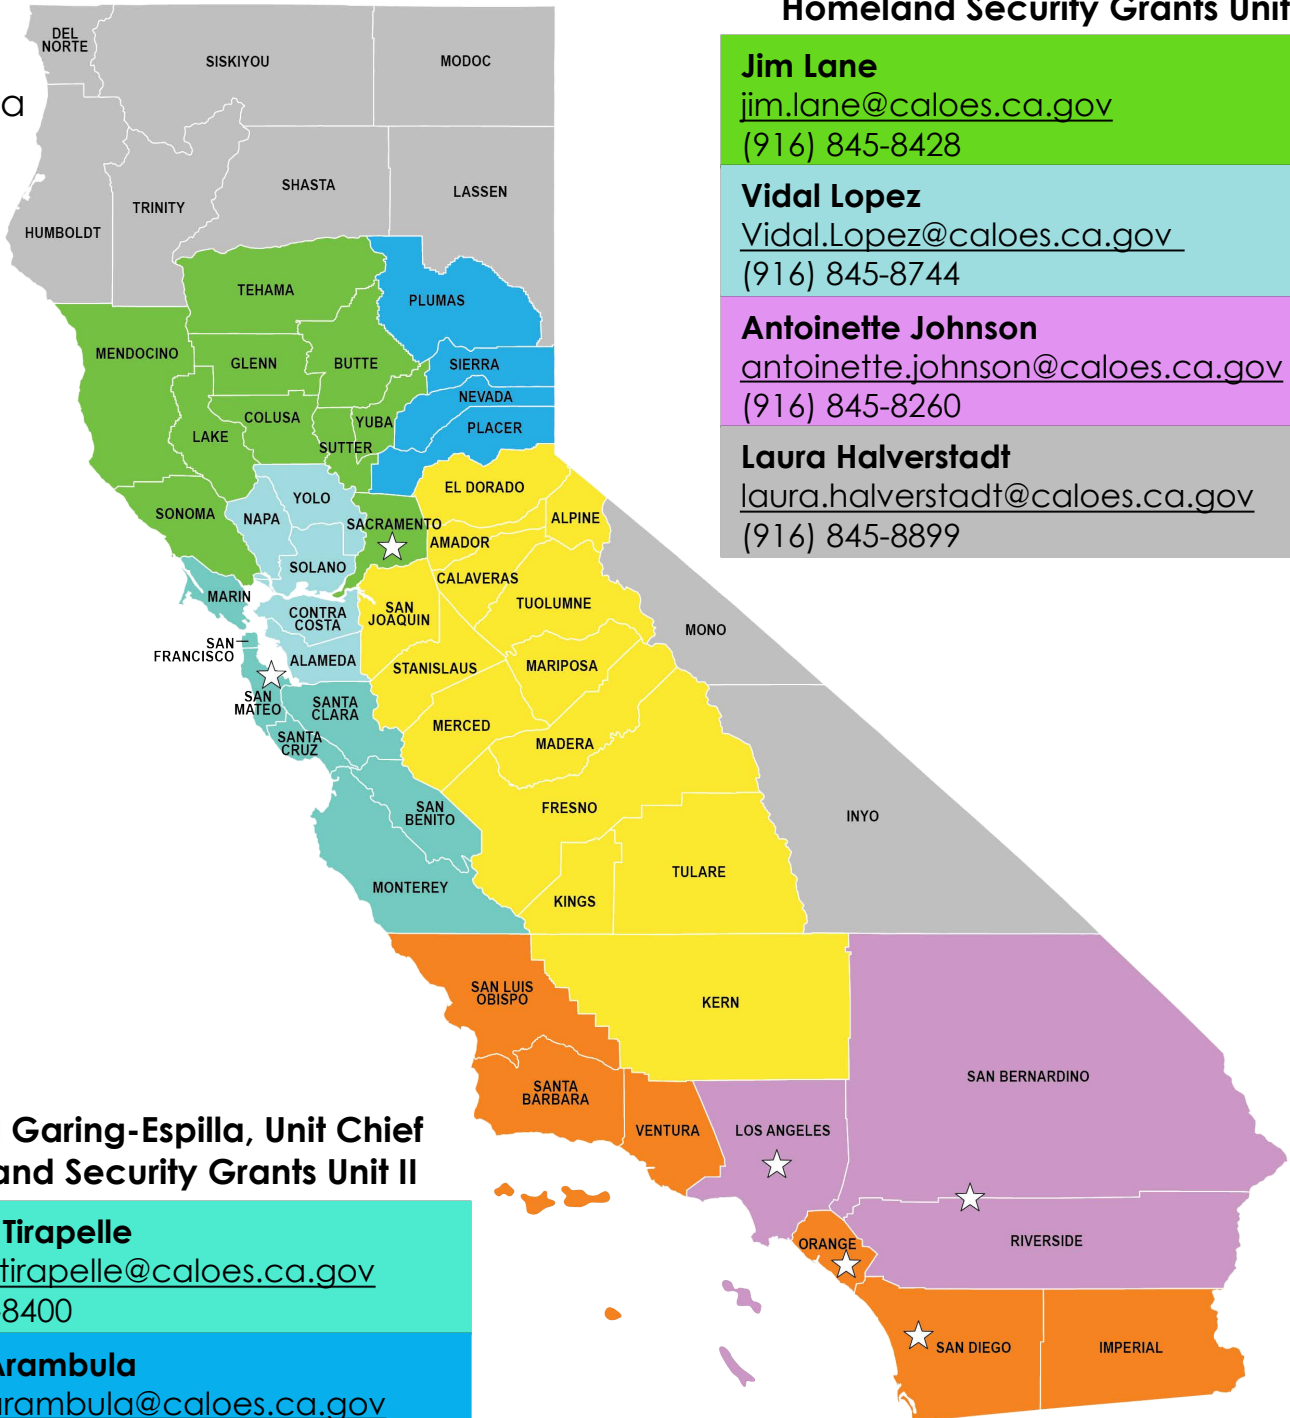 Homeland Security Grants Unit
Jim Lane
jim.lane@caloes.ca.gov
(916) 845-8428
Vidal Lopez
Vidal.Lopez@caloes.ca.gov
(916) 845-8744
Antoinette Johnson
antoinette.johnson@caloes.ca.gov
(916) 845-8260
Laura Halverstadt
laura.halverstadt@caloes.ca.gov
(916) 845-8899
a
DEL
NORTE
SISKIYOU
MODOC
HUMBOLDT
TRINITY
SHASTA
LASSEN
TEHAMA
PLUMAS
MENDOCINO
GLENN
BUTTE
SIERRA
NEVADA
PLACER
COLUSA
YUBA
LAKE
SUTTER
SONOMA
NAPA
YOLO
SACRAMENTO
EL DORADO
ALPINE
AMADOR
SOLANO
CALAVERAS
MARIN
CONTRA
COSTA
SAN
JOAQUIN
TUOLUMNE
MONO
SAN
FRANCISCO
ALAMEDA
STANISLAUS
MARIPOSA
SAN
MATEO
SANTA
CLARA
SANTA
CRUZ
MERCED
MADERA
SAN
BENITO
FRESNO
INYO
MONTEREY
KINGS
TULARE
SAN LUIS
OBISPO
KERN
SANTA
BARBARA
VENTURA
LOS ANGELES
SAN BERNARDINO
ORANGE
RIVERSIDE
SAN DIEGO
IMPERIAL
Garing-Espilla, Unit Chief
and Security Grants Unit II
Tirapelle
tirapelle@caloes.ca.gov
8400
Arambula
arambula@caloes.ca.gov